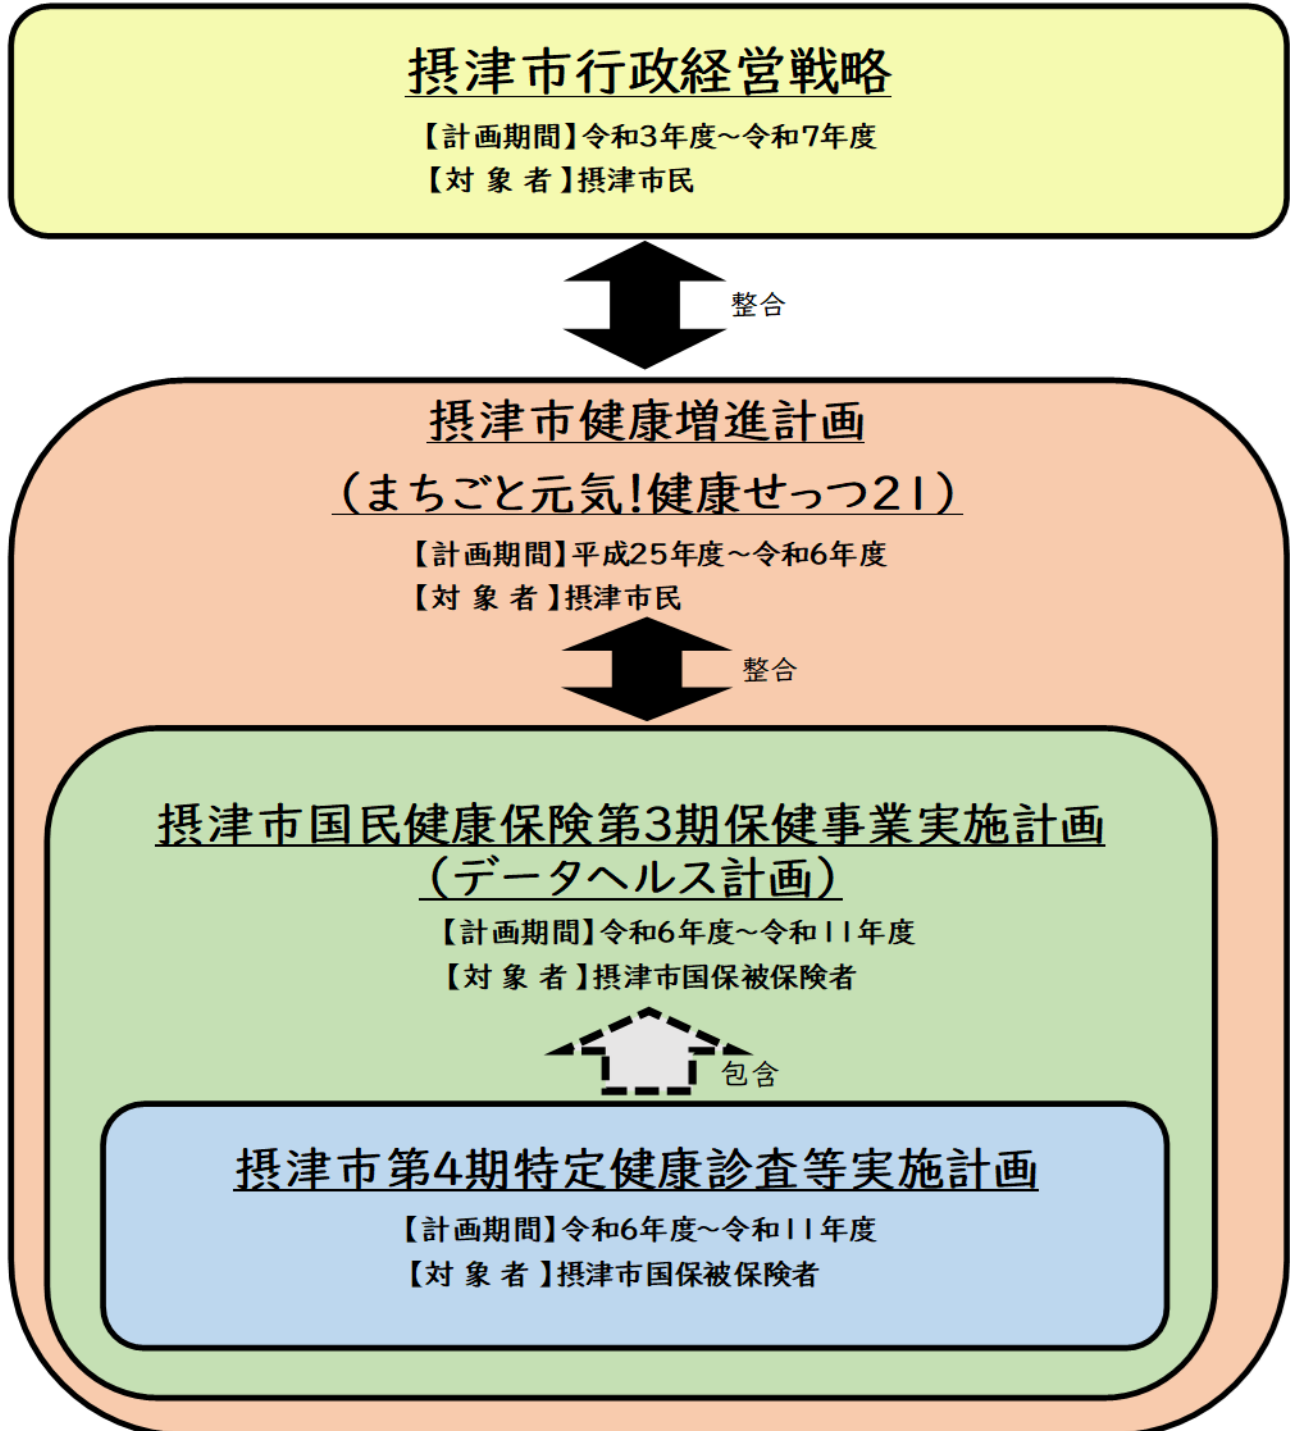 摂津市行政経営戦略
【計画期間】令和3年度～令和7年度
【対 象 者 】摂津市民
整合
摂津市健康増進計画
（まちごと元気！健康せっつ21）
【計画期間】平成25年度～令和6年度
【対 象 者 】摂津市民
整合
摂津市国民健康保険第3期保健事業実施計画
（データヘルス計画）
【計画期間】令和6年度～令和11年度
【対 象 者 】摂津市国保被保険者
包含
摂津市第4期特定健康診査等実施計画
【計画期間】令和6年度～令和11年度
【対 象 者 】摂津市国保被保険者